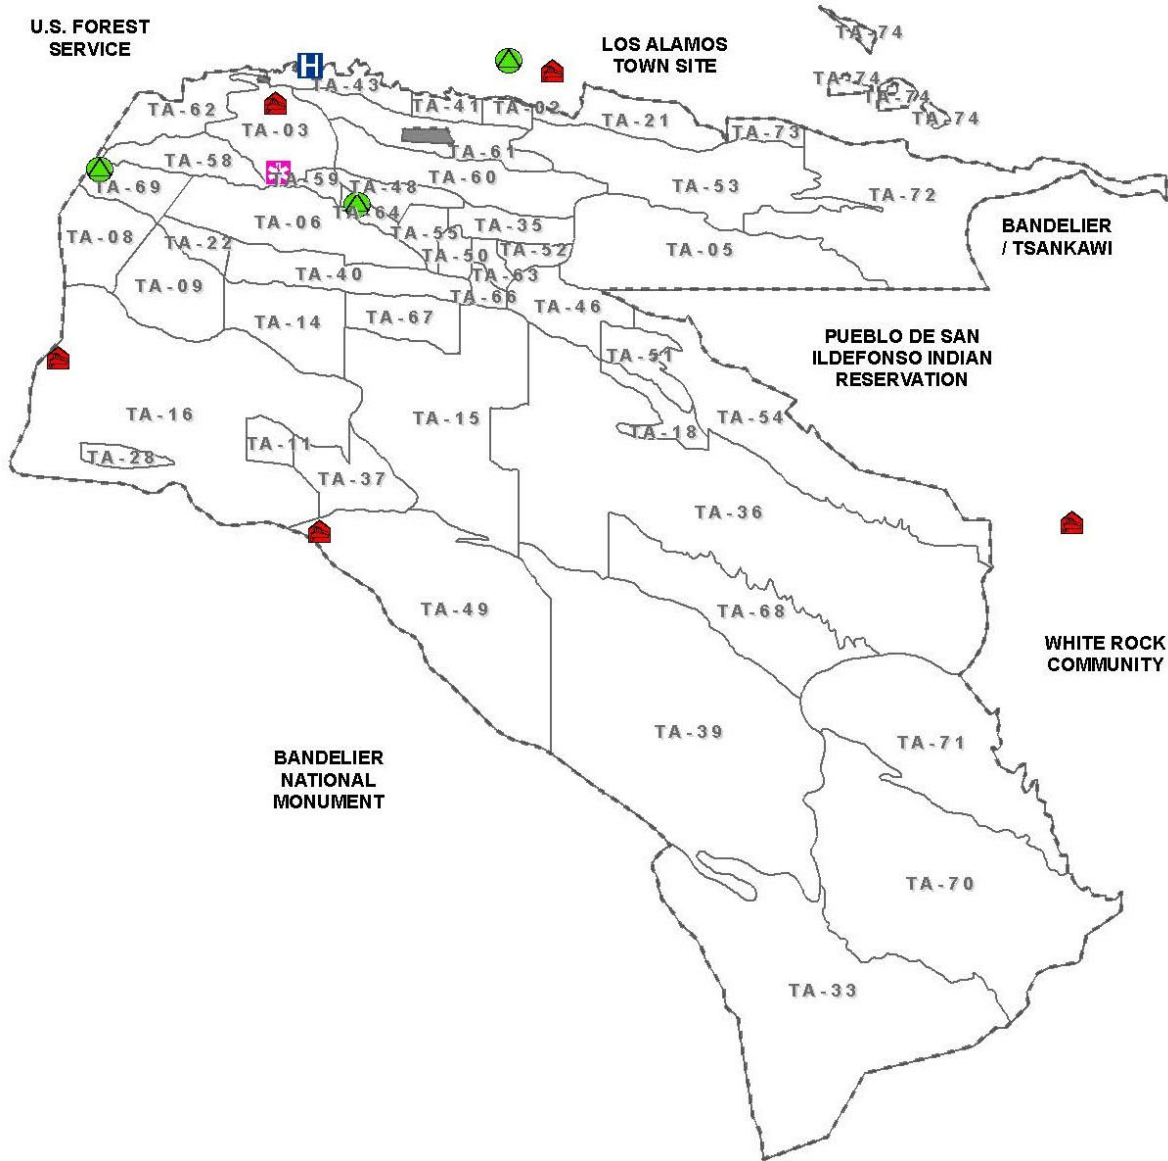 U.S. FOREST
SERVICE
LOS ALAMOS
TOWN SITE
TA-74
H
TA-43
TA-74
TA-74
TA-74
TA-62
TA-41
TA-02
TA-21
TA-03
TA-73
TA-61
TA-58
TA-59
TA-48
TA-60
TA-53
TA-72
TA-69
TA-64
TA-06
TA-35
TA-55
TA-08
TA-22
TA-50
TA-52
TA-05
BANDELIER
/ TSANKAWI
TA-40
TA-63
TA-09
TA-66
TA-46
TA-14
TA-67
PUEBLO DE SAN
ILDEFONSO INDIAN
RESERVATION
TA-51
TA-16
TA-15
TA-54
TA-18
TA-11
TA-28
TA-37
TA-36
TA-49
TA-68
WHITE ROCK
COMMUNITY
TA-39
TA-71
BANDELIER
NATIONAL
MONUMENT
TA-70
TA-33